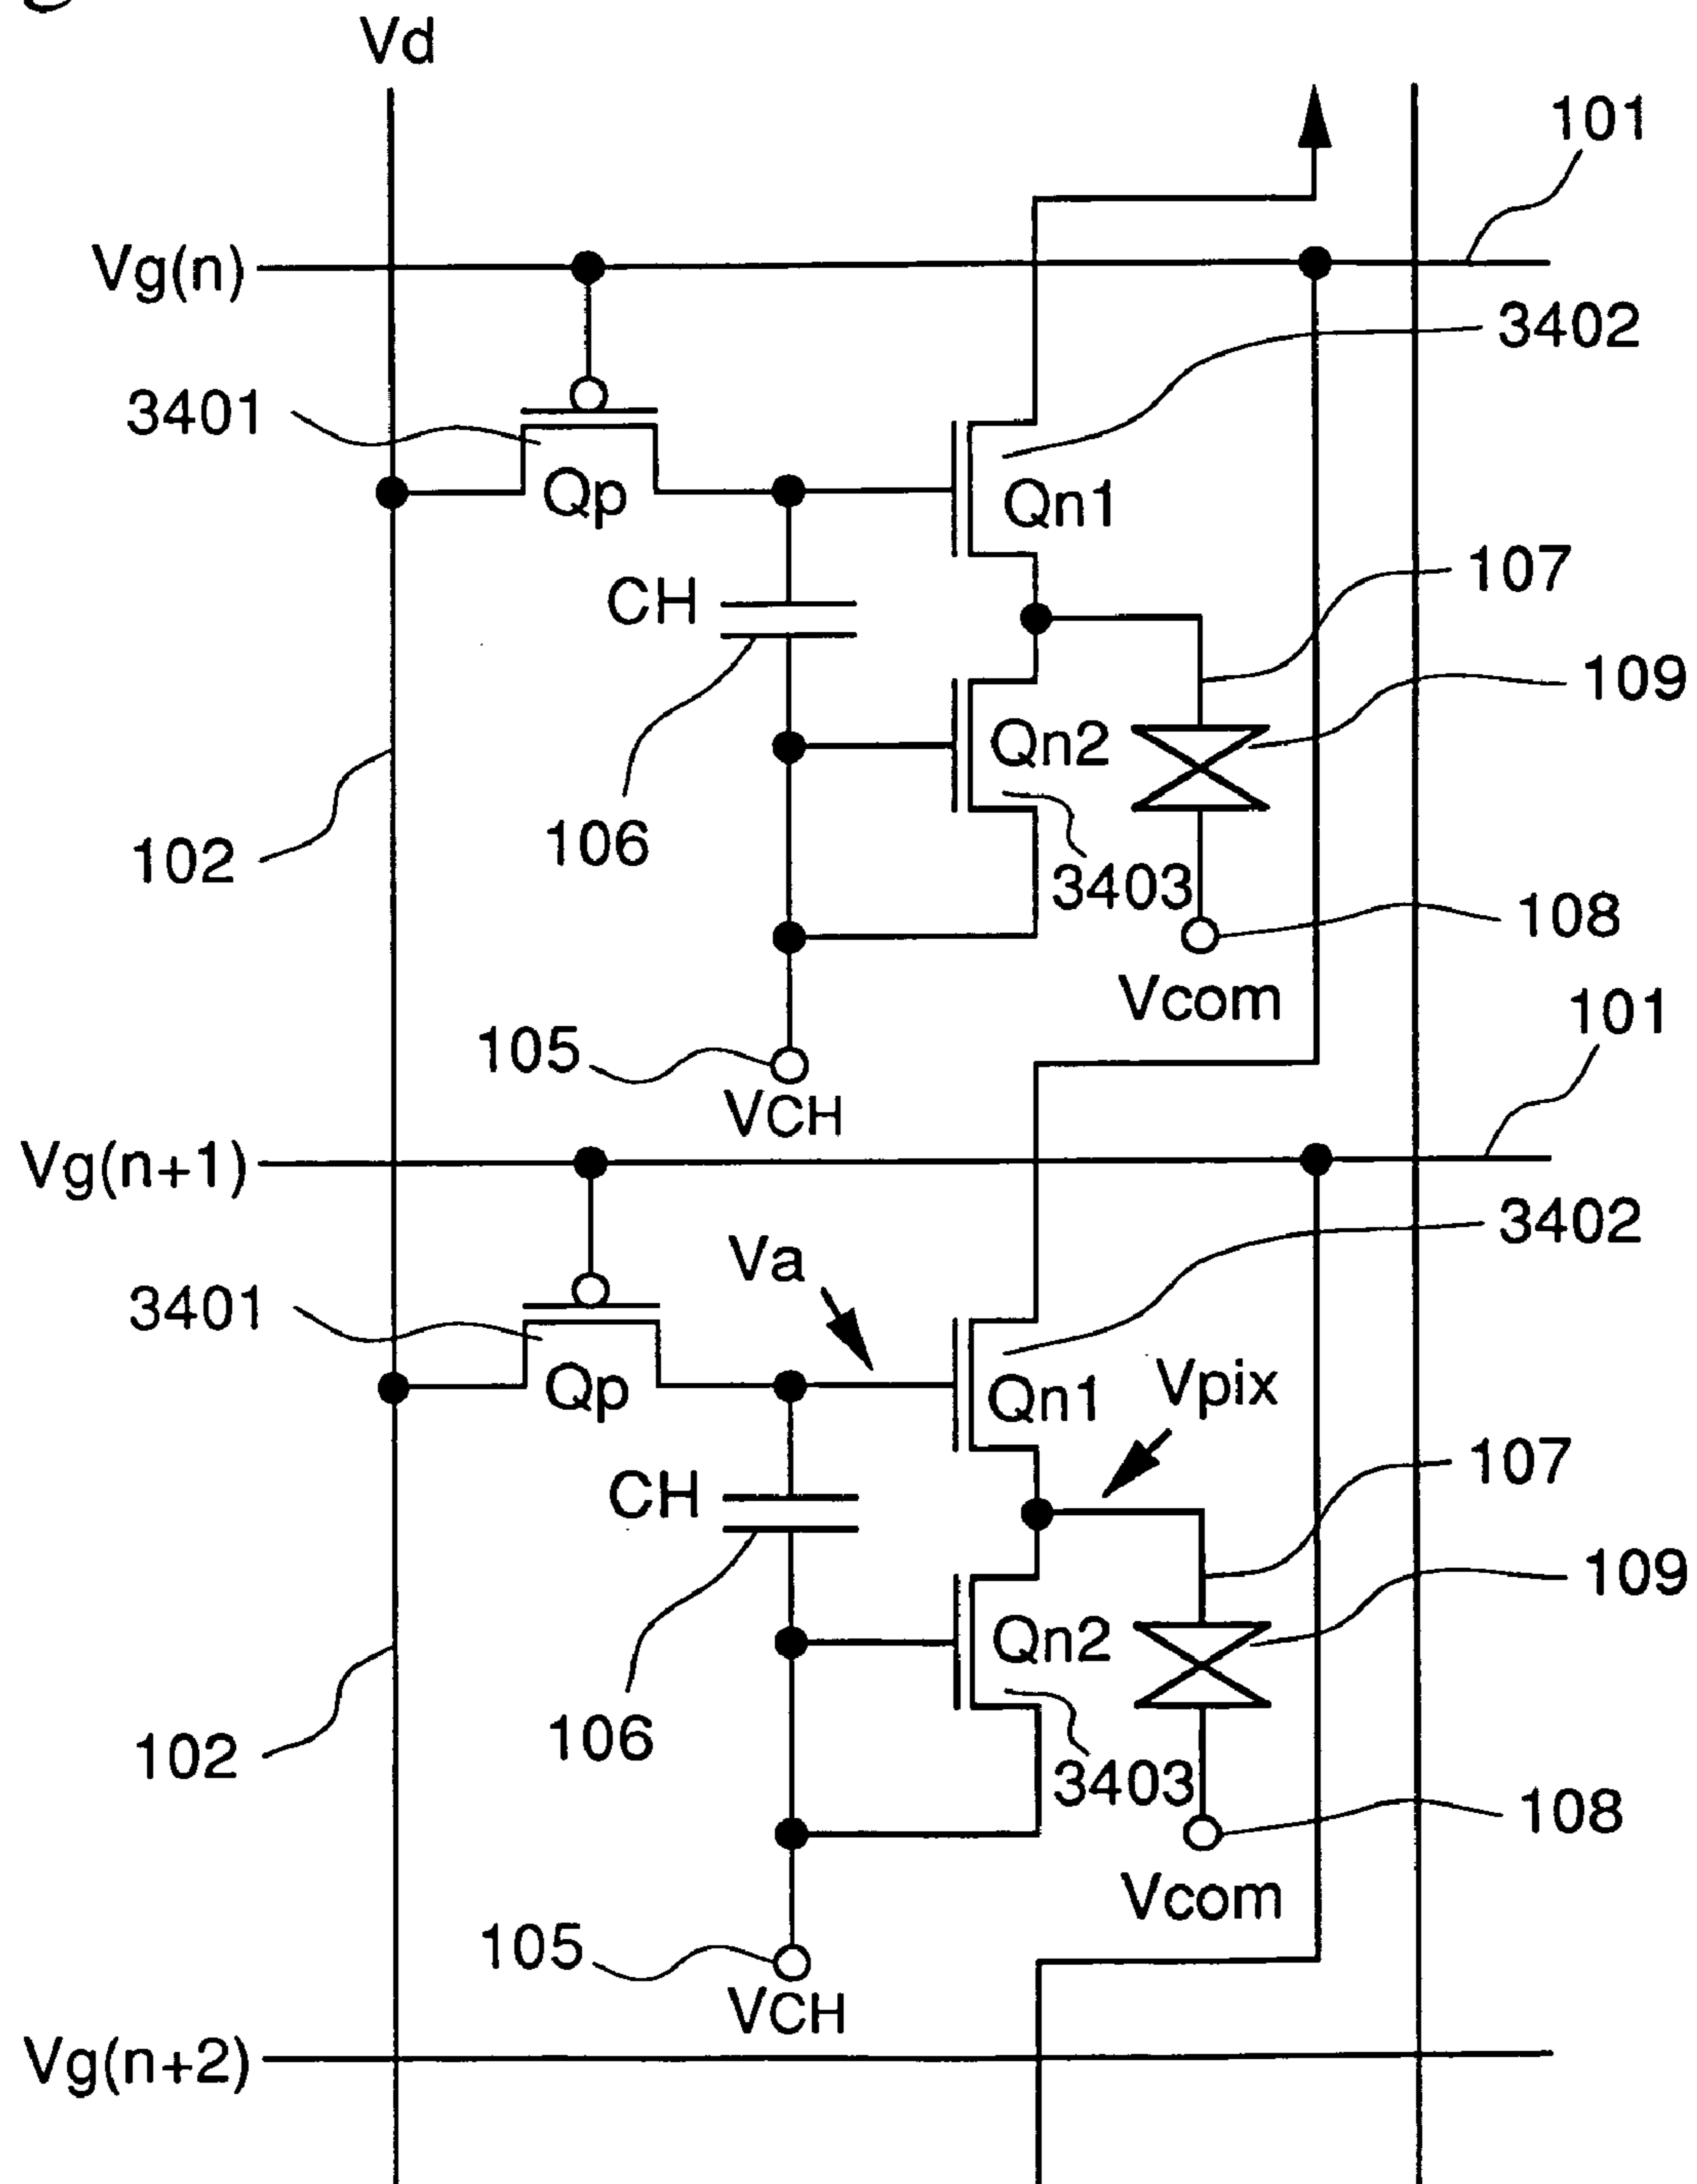 Vd
101
Vg(n)
3402
3401
Qp
Qn1
107
CH
109
Qn2
106
102
3403
108
Vcom
101
105
VCH
Vg(n+1)
3402
Va
3401
Vpix
Qp
Qn1
107
CH
109
Qn2
106
102
3403
108
Vcom
105
VCH
Vg(n+2)